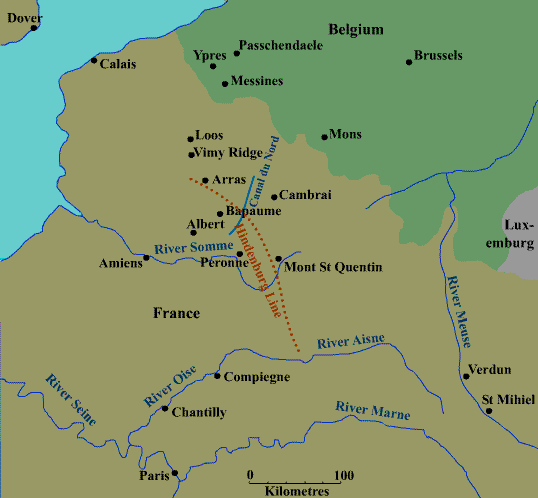 Dover
Belgium
Passchendaele
Ypres
Brussels
Calais
Messines
Loos
Mons
Vimy Ridge
Canal du Nord
Arras
Cambrai
Bapaume
Albert
Lux-
emburg
River Somme
Amiens
Peronne
Mont St Quentin
Hindenburg Line
River Meuse
France
River Aisne
River Oise
Compiegne
Verdun
River Seine
Chantilly
River Marne
St Mihiel
Paris
0 100
Kilometres